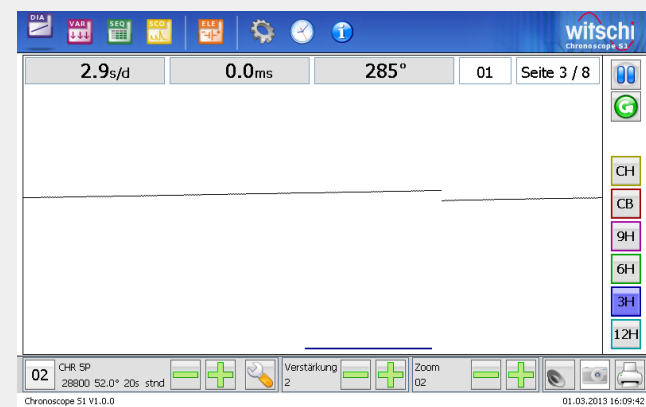 DIA VAR SEQ SCO ELE
witschi
Chronoscope S1
2.9s/d 0.0ms 285° 01 Seite 3 / 8
G
CH
CB
9H
6H
3H
12H
02 CHR 5P Verstärkung Zoom
28800 52.0° 20s stnd 2 02
Chronoscope S1 V1.0.0 01.03.2013 16:09:42